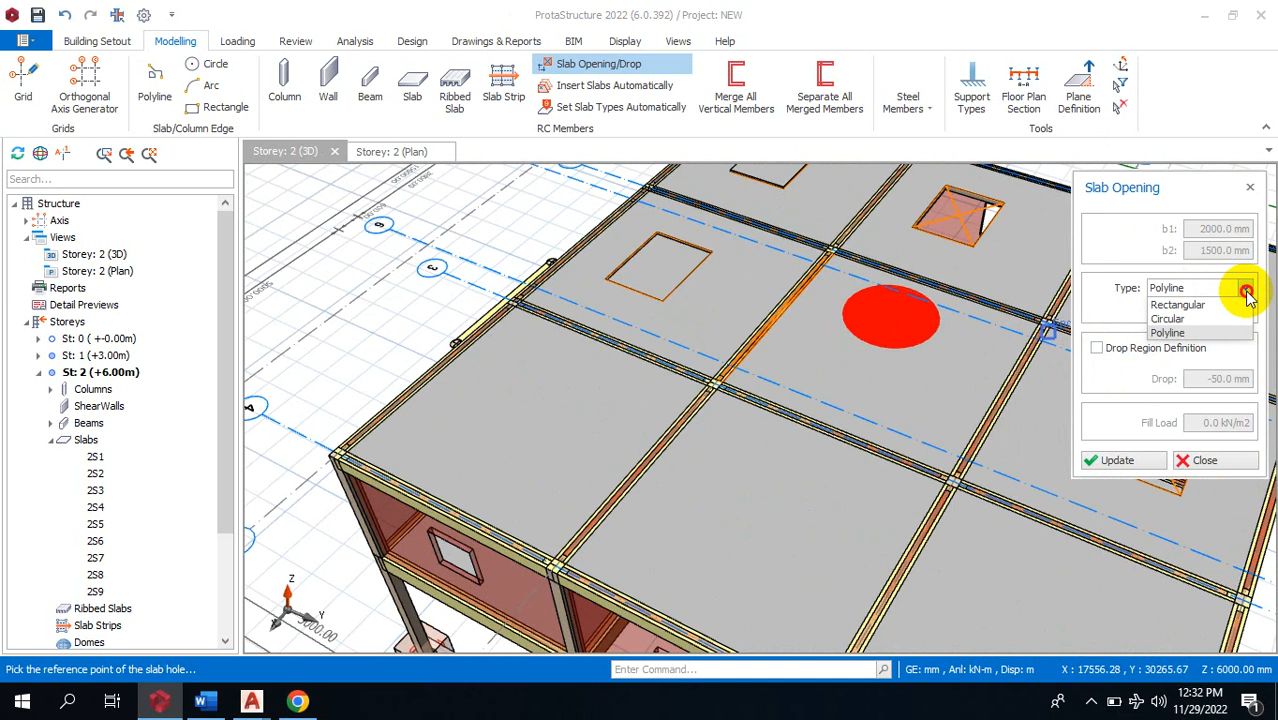 ProtaStructure 2022 (6.0.392) / Project: NEW
Building Setout Modelling Loading Review Analysis Design Drawings & Reports BIM Display Views Help
Grid
Orthogonal
Axis Generator
Grids
Polyline
Circle
Arc
Rectangle
Slab/Column Edge
Column
Wall
Beam
Slab
Ribbed
Slab
Slab Strip
Slab Opening/Drop
Insert Slabs Automatically
Set Slab Types Automatically
RC Members
Merge All
Vertical Members
Separate All
Merged Members
Steel
Members
Support
Types
Floor Plan
Section
Plane
Definition
Tools
Storey: 2 (3D)
Storey: 2 (Plan)
Search...
Structure
Axis
Views
Storey: 2 (3D)
Storey: 2 (Plan)
Reports
Detail Previews
Storeys
St: 0 ( +-0.00m)
St: 1 (+3.00m)
St: 2 (+6.00m)
Columns
ShearWalls
Beams
Slabs
2S1
2S2
2S3
2S4
2S5
2S6
2S7
2S8
2S9
Ribbed Slabs
Slab Strips
Domes
6
3
4
Z
Y
Slab Opening
b1: 2000.0 mm
b2: 1500.0 mm
Type: Polyline
Rectangular
Circular
Polyline
Drop Region Definition
Drop: -50.0 mm
Fill Load 0.0 kN/m2
Update
Close
Pick the reference point of the slab hole...
Enter Command...
GE: mm , Anl: kN-m , Disp: m
X : 17556.28 , Y : 30265.67
Z: 6000.00 mm
12:32 PM
11/29/2022
1